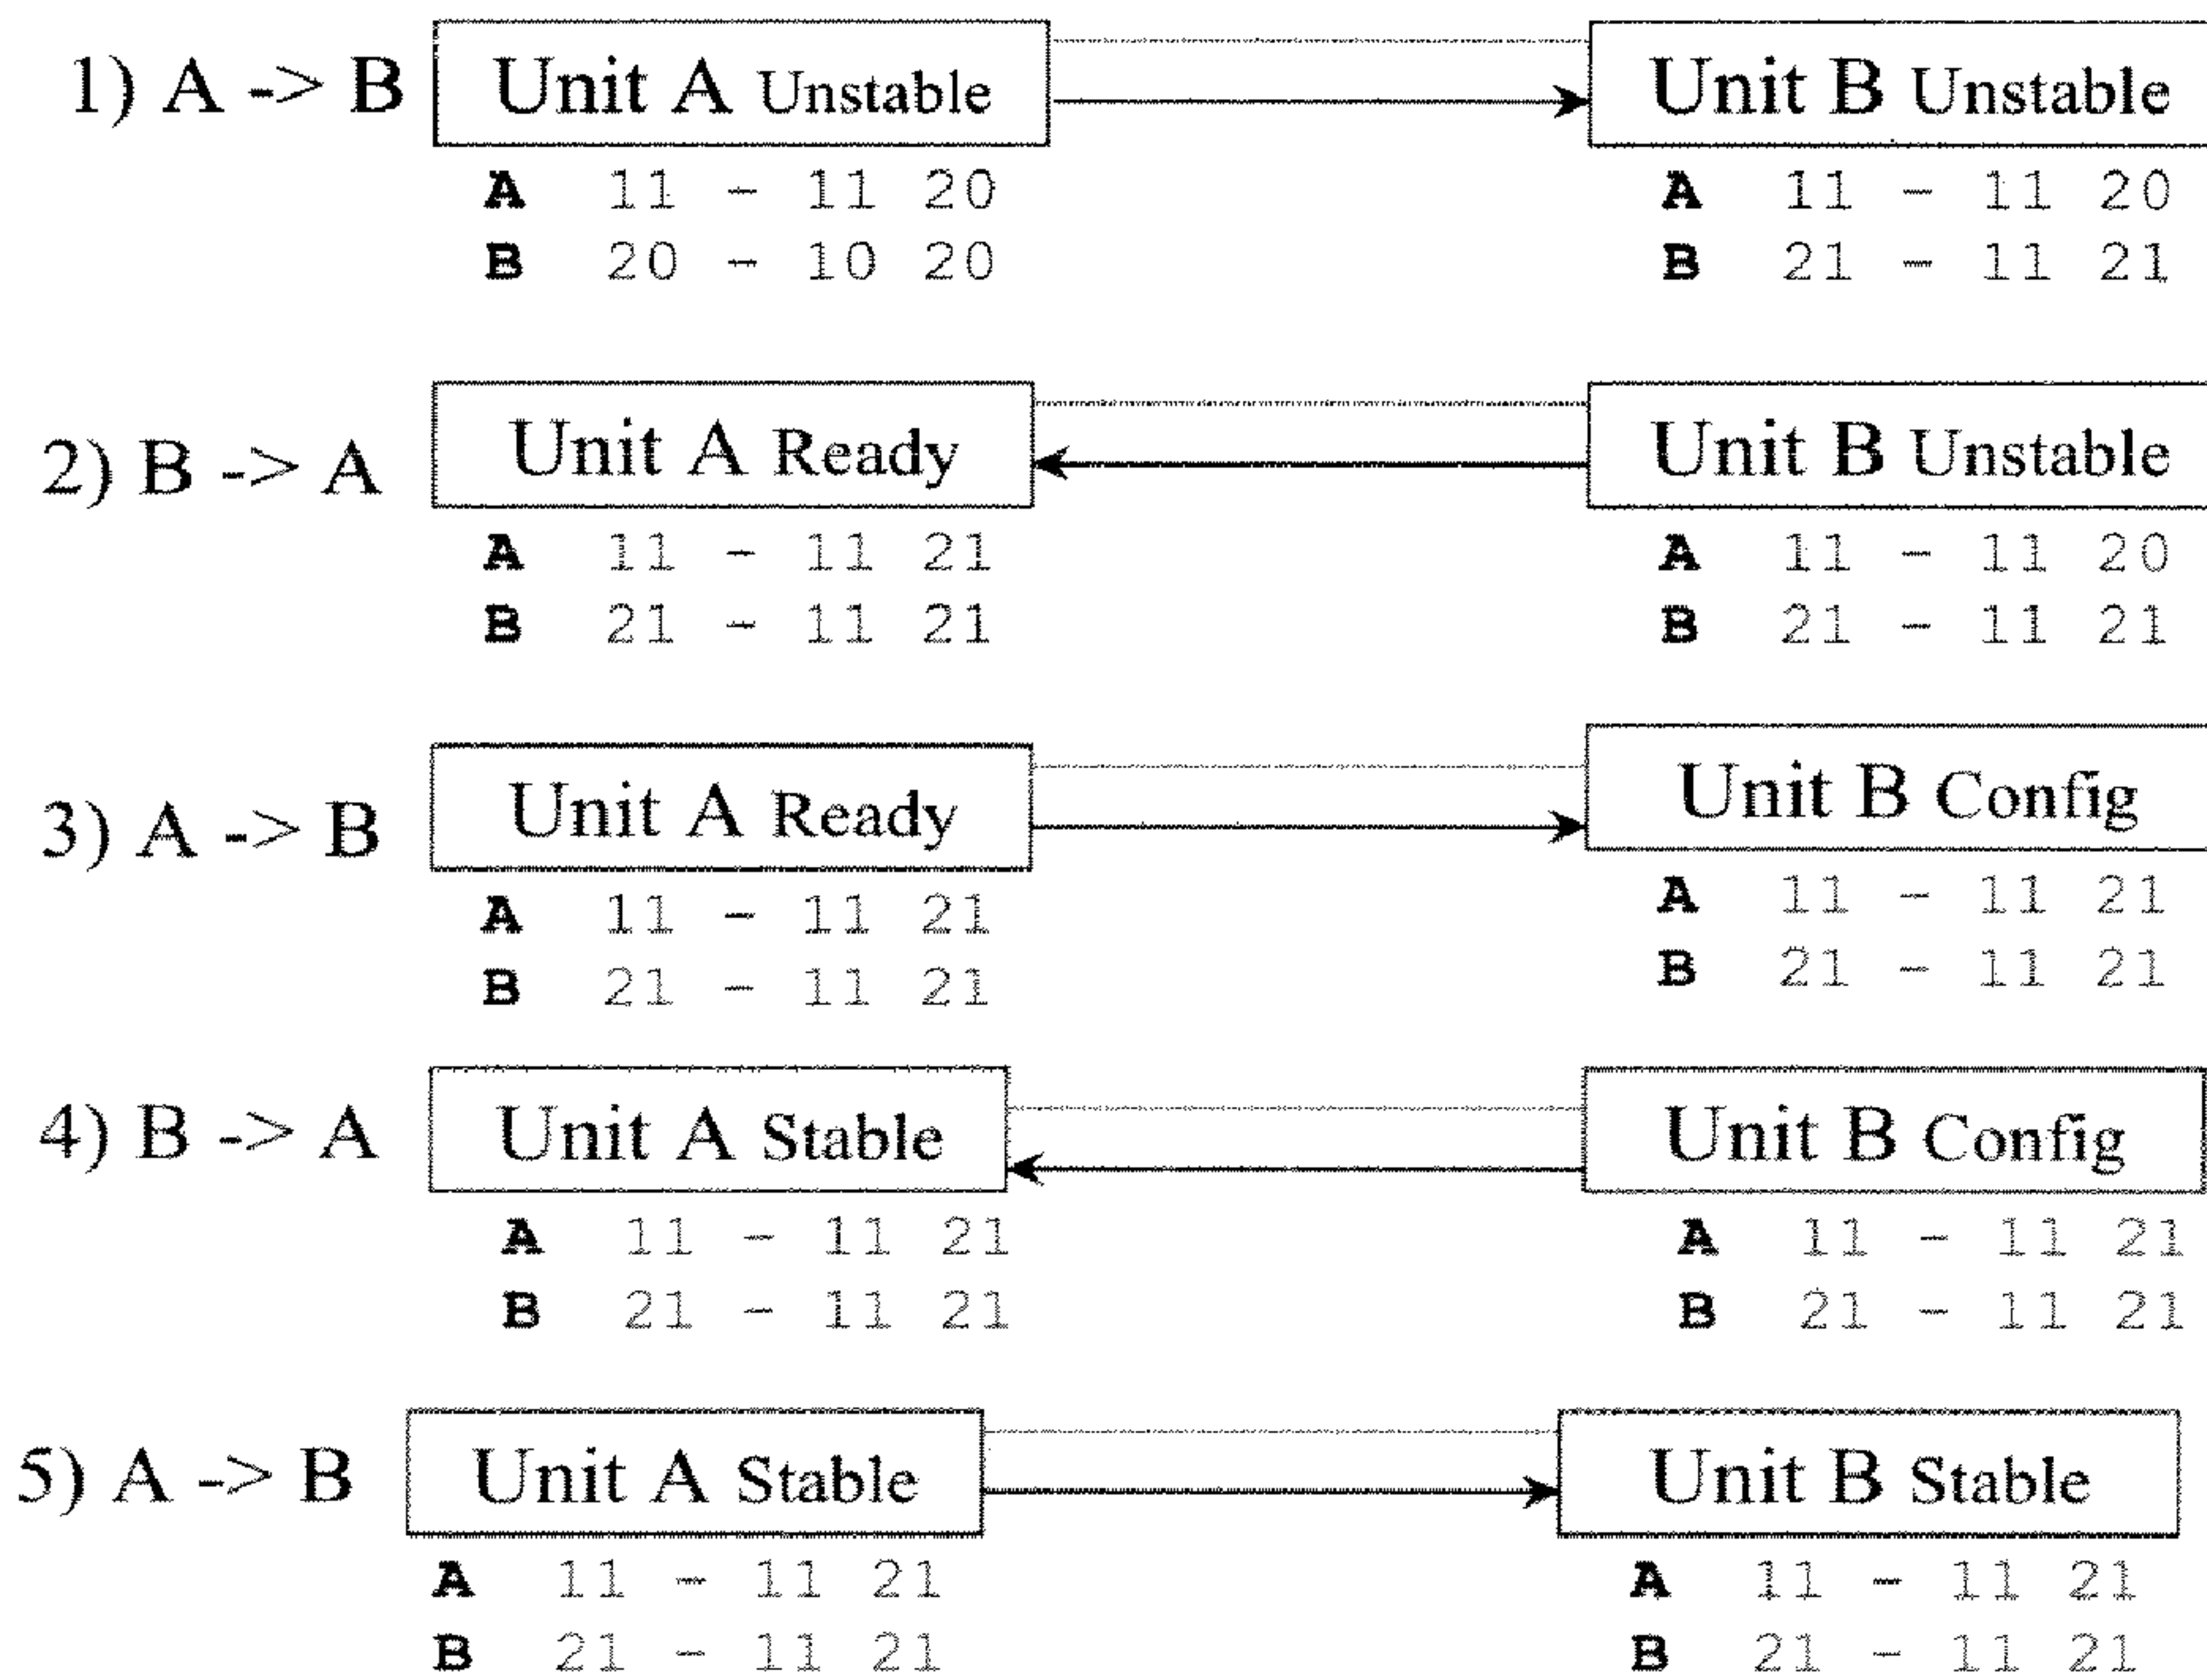 1) A -> B Unit A Unstable Unit B Unstable
A 11 - 11 20 A 11 - 11 20
B 20 - 10 20 B 21 - 11 21
2) B -> A Unit A Ready Unit B Unstable
A 11 - 11 21 A 11 - 11 20
B 21 - 11 21 B 21 - 11 21
3) A -> B Unit A Ready Unit B Config
A 11 - 11 21 A 11 - 11 21
B 21 - 11 21 B 21 - 11 21
4) B -> A Unit A Stable Unit B Config
A 11 - 11 21 A 11 - 11 21
B 21 - 11 21 B 21 - 11 21
5) A -> B Unit A Stable Unit B Stable
A 11 - 11 21 A 11 - 11 21
B 21 - 11 21 B 21 - 11 21